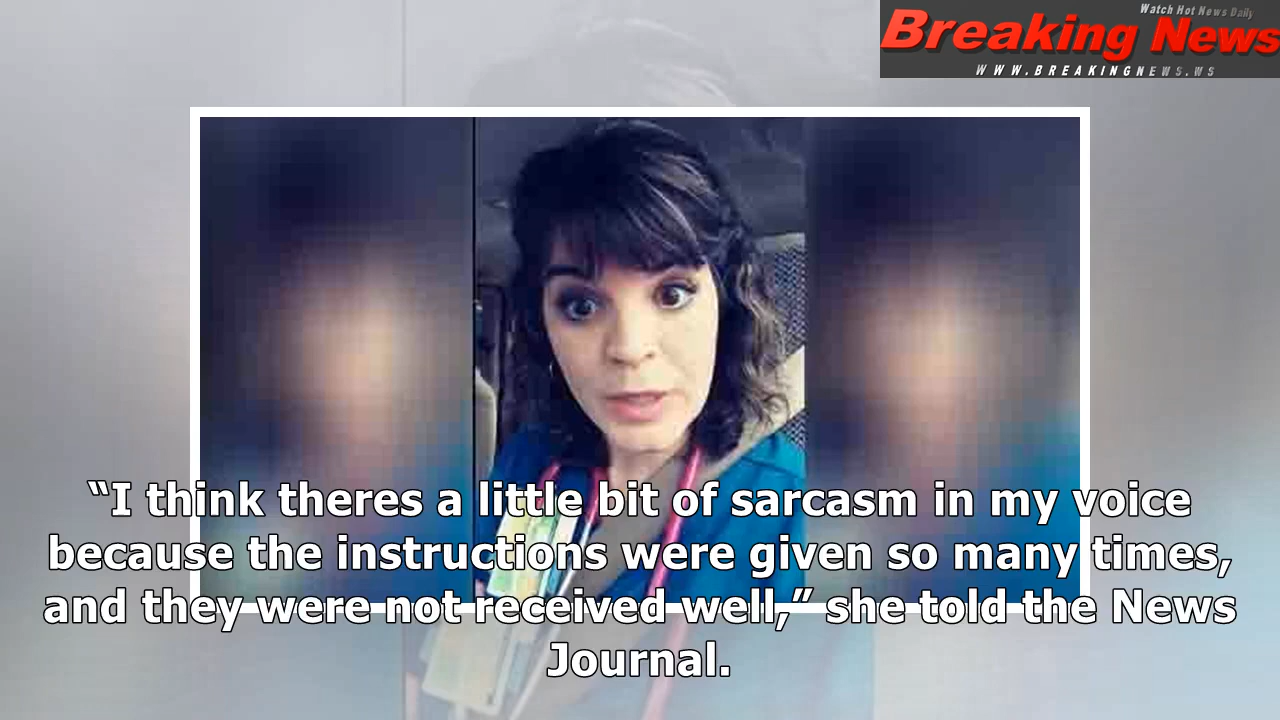 Watch Hot News Daily
Breaking News
WWW.BREAKINGNEWS.WS
“I think theres a little bit of sarcasm in my voice
because the instructions were given so many times,
and they were not received well,” she told the News
Journal.